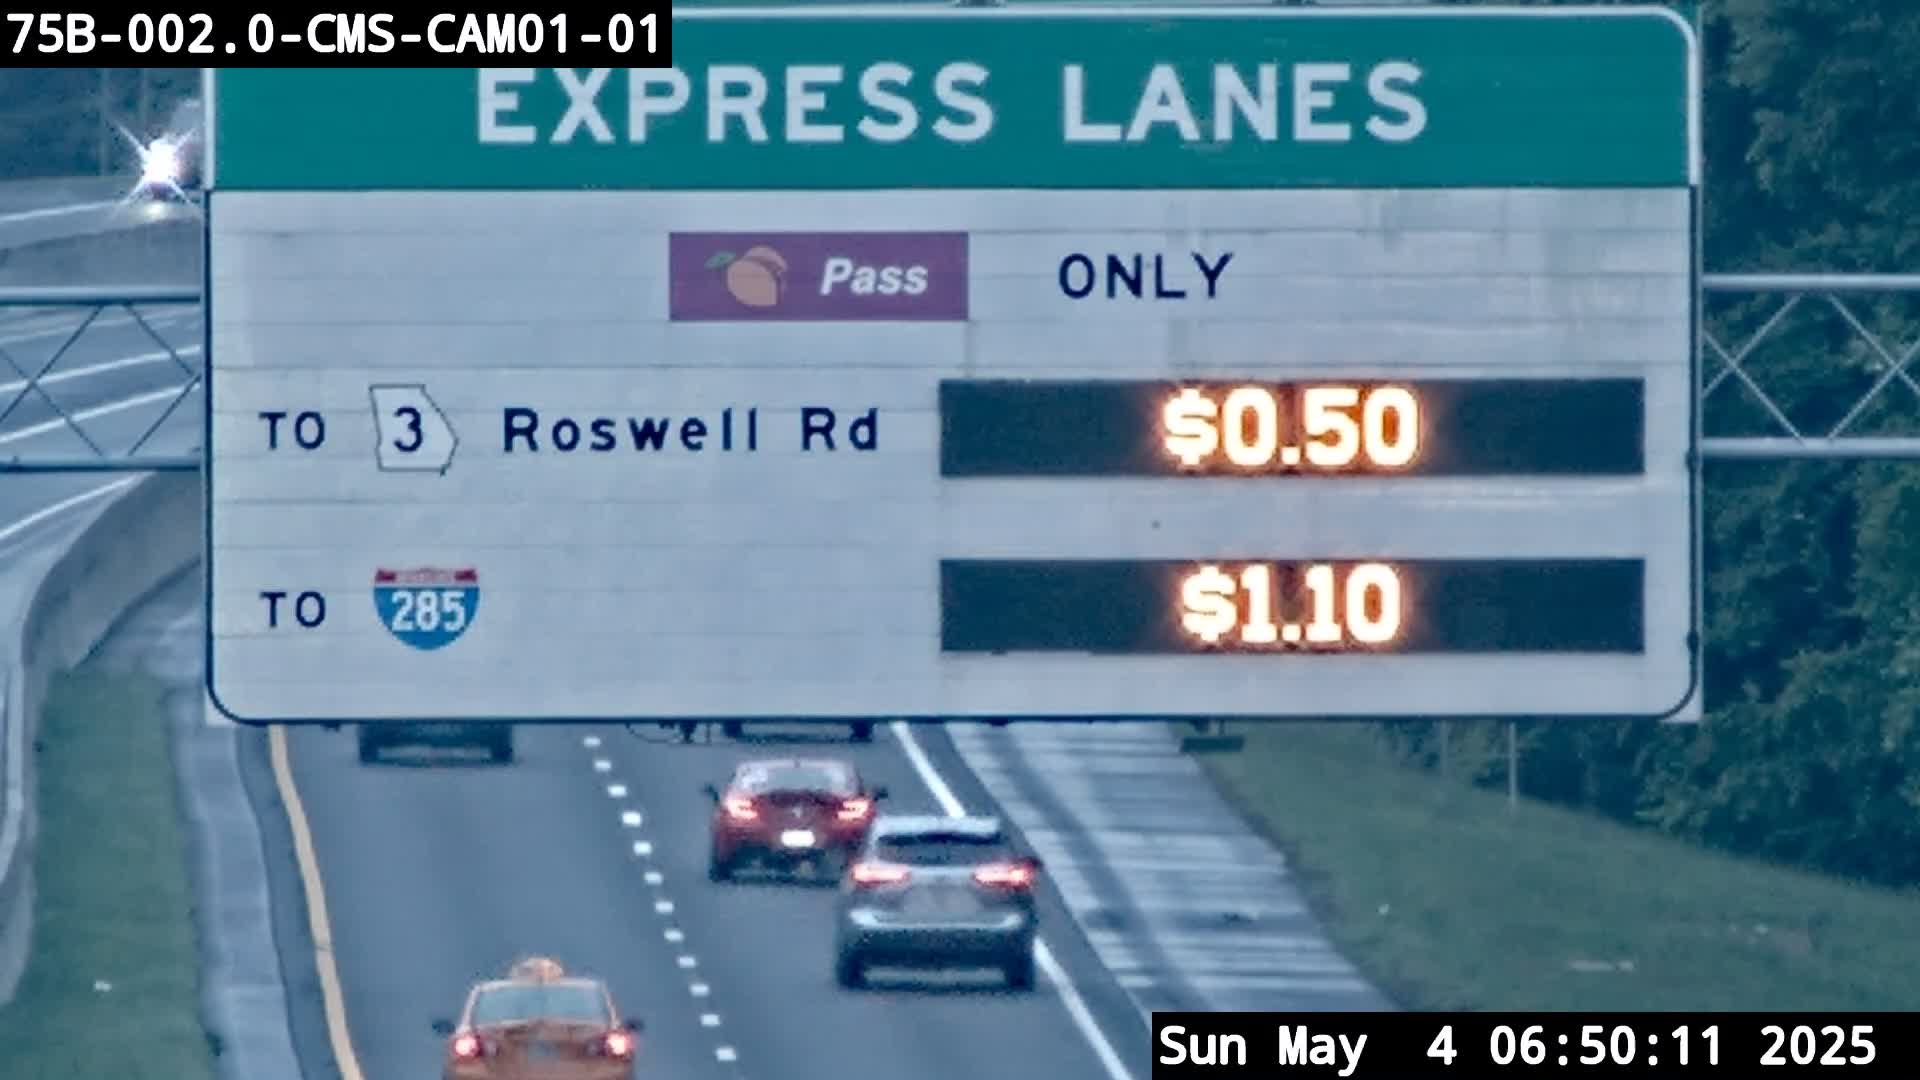 75B-002.0-CMS-CAM01-01
EXPRESS LANES
Pass ONLY
TO 3 Roswell Rd $0.50
TO 285 $1.10
Sun May 4 06:50:11 2025